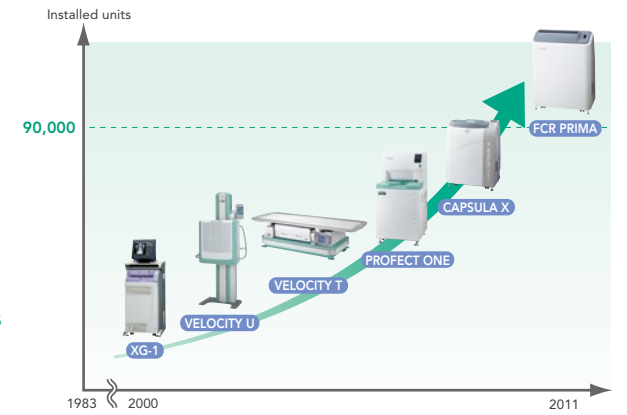 Installed units
90,000
FCR PRIMA
CAPSULA X
PROFECT ONE
VELOCITY T
VELOCITY U
XG-1
1983
2000
2011